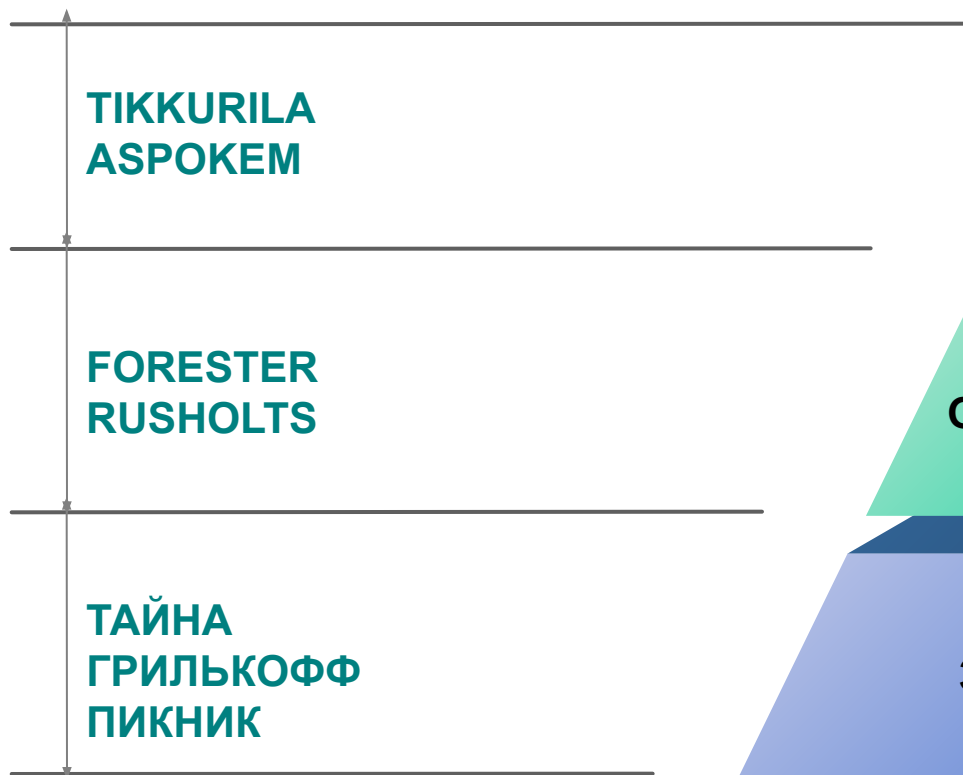 TIKKURILA
ASPOKEM
FORESTER
RUSHOLTS
ТАЙНА
ГРИЛЬКОФФ
ПИКНИК